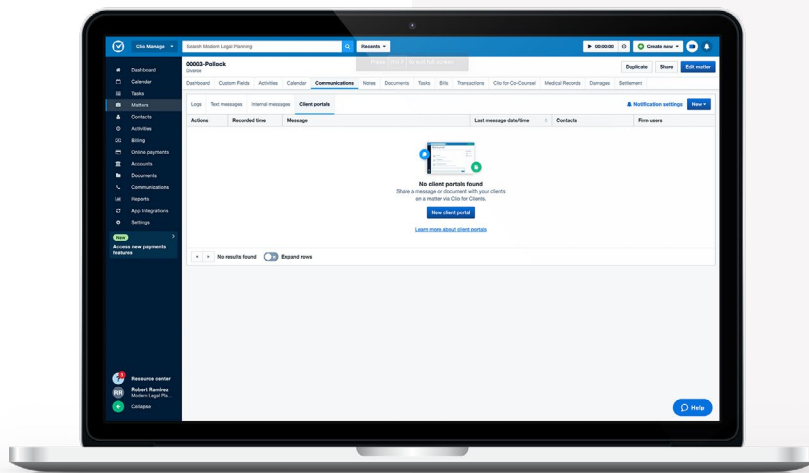 Clio Manage
Search Modern Legal Planning
Recents
00:00:00
Create new
00003-Pollock
Divorce
Duplicate
Share
Edit matter
Dashboard Custom Fields Activities Calendar Communications Notes Documents Tasks Bills Transactions Clio for Co-Counsel Medical Records Damages Settlement
Logs Text messages Internal messages Client portals
Notification settings
New
Actions Recorded time Message Last message date/time Contacts Firm users
No client portals found
Share a message or document with your clients
on a matter via Clio for Clients.
New client portal
Learn more about client portals
No results found
Expand rows
Dashboard
Calendar
Tasks
Matters
Contacts
Activities
Billing
Online payments
Accounts
Documents
Communications
Reports
App Integrations
Settings
New
Access new payments
features
Resource center
RR
Robert Ramirez
Modern Legal Pla...
Collapse
Help